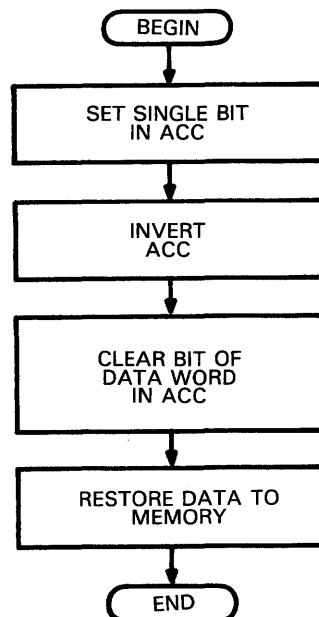 BEGIN
SET SINGLE BIT
IN ACC
INVERT
ACC
CLEAR BIT OF
DATA WORD
IN ACC
RESTORE DATA TO
MEMORY
END